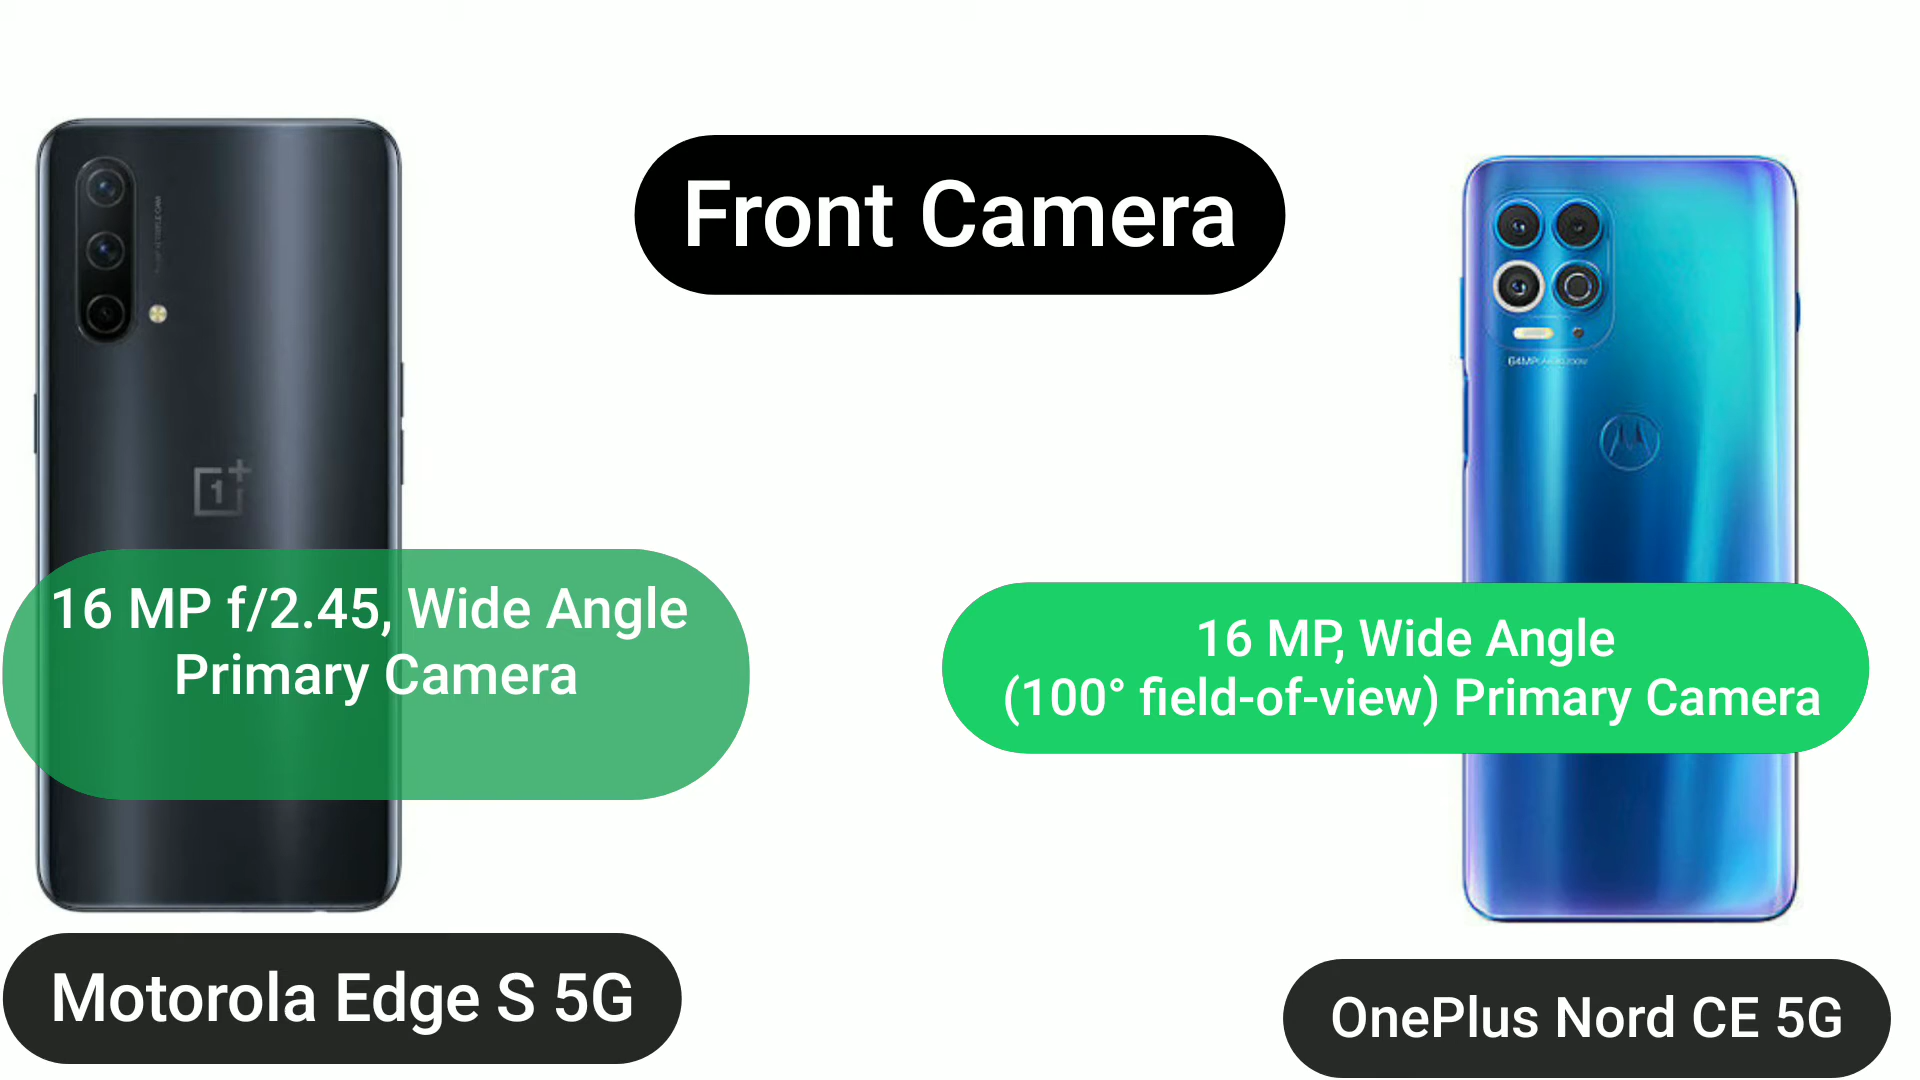 Front Camera
16 MP f/2.45, Wide Angle
Primary Camera
16 MP, Wide Angle
(100° field-of-view) Primary Camera
64MP
Motorola Edge S 5G
OnePlus Nord CE 5G